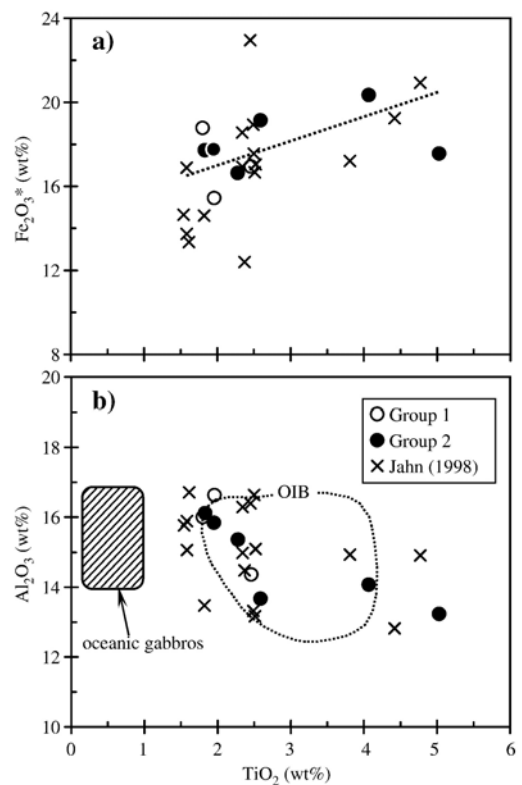 24
a)
20
16
12
8
Fe₂O₃* (wt%)
20
b)
Group 1
Group 2
Jahn (1998)
18
OIB
16
14
oceanic gabbros
12
10
Al₂O₃ (wt%)
0 1 2 3 4 5 6
TiO₂ (wt%)